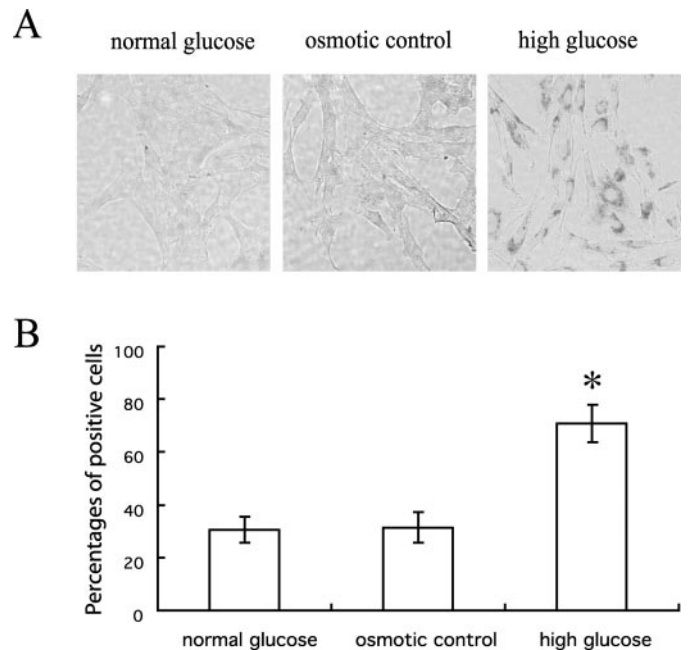 A
normal glucose osmotic control high glucose
B
Percentages of positive cells
100
80
60
40
20
0
*
normal glucose osmotic control high glucose